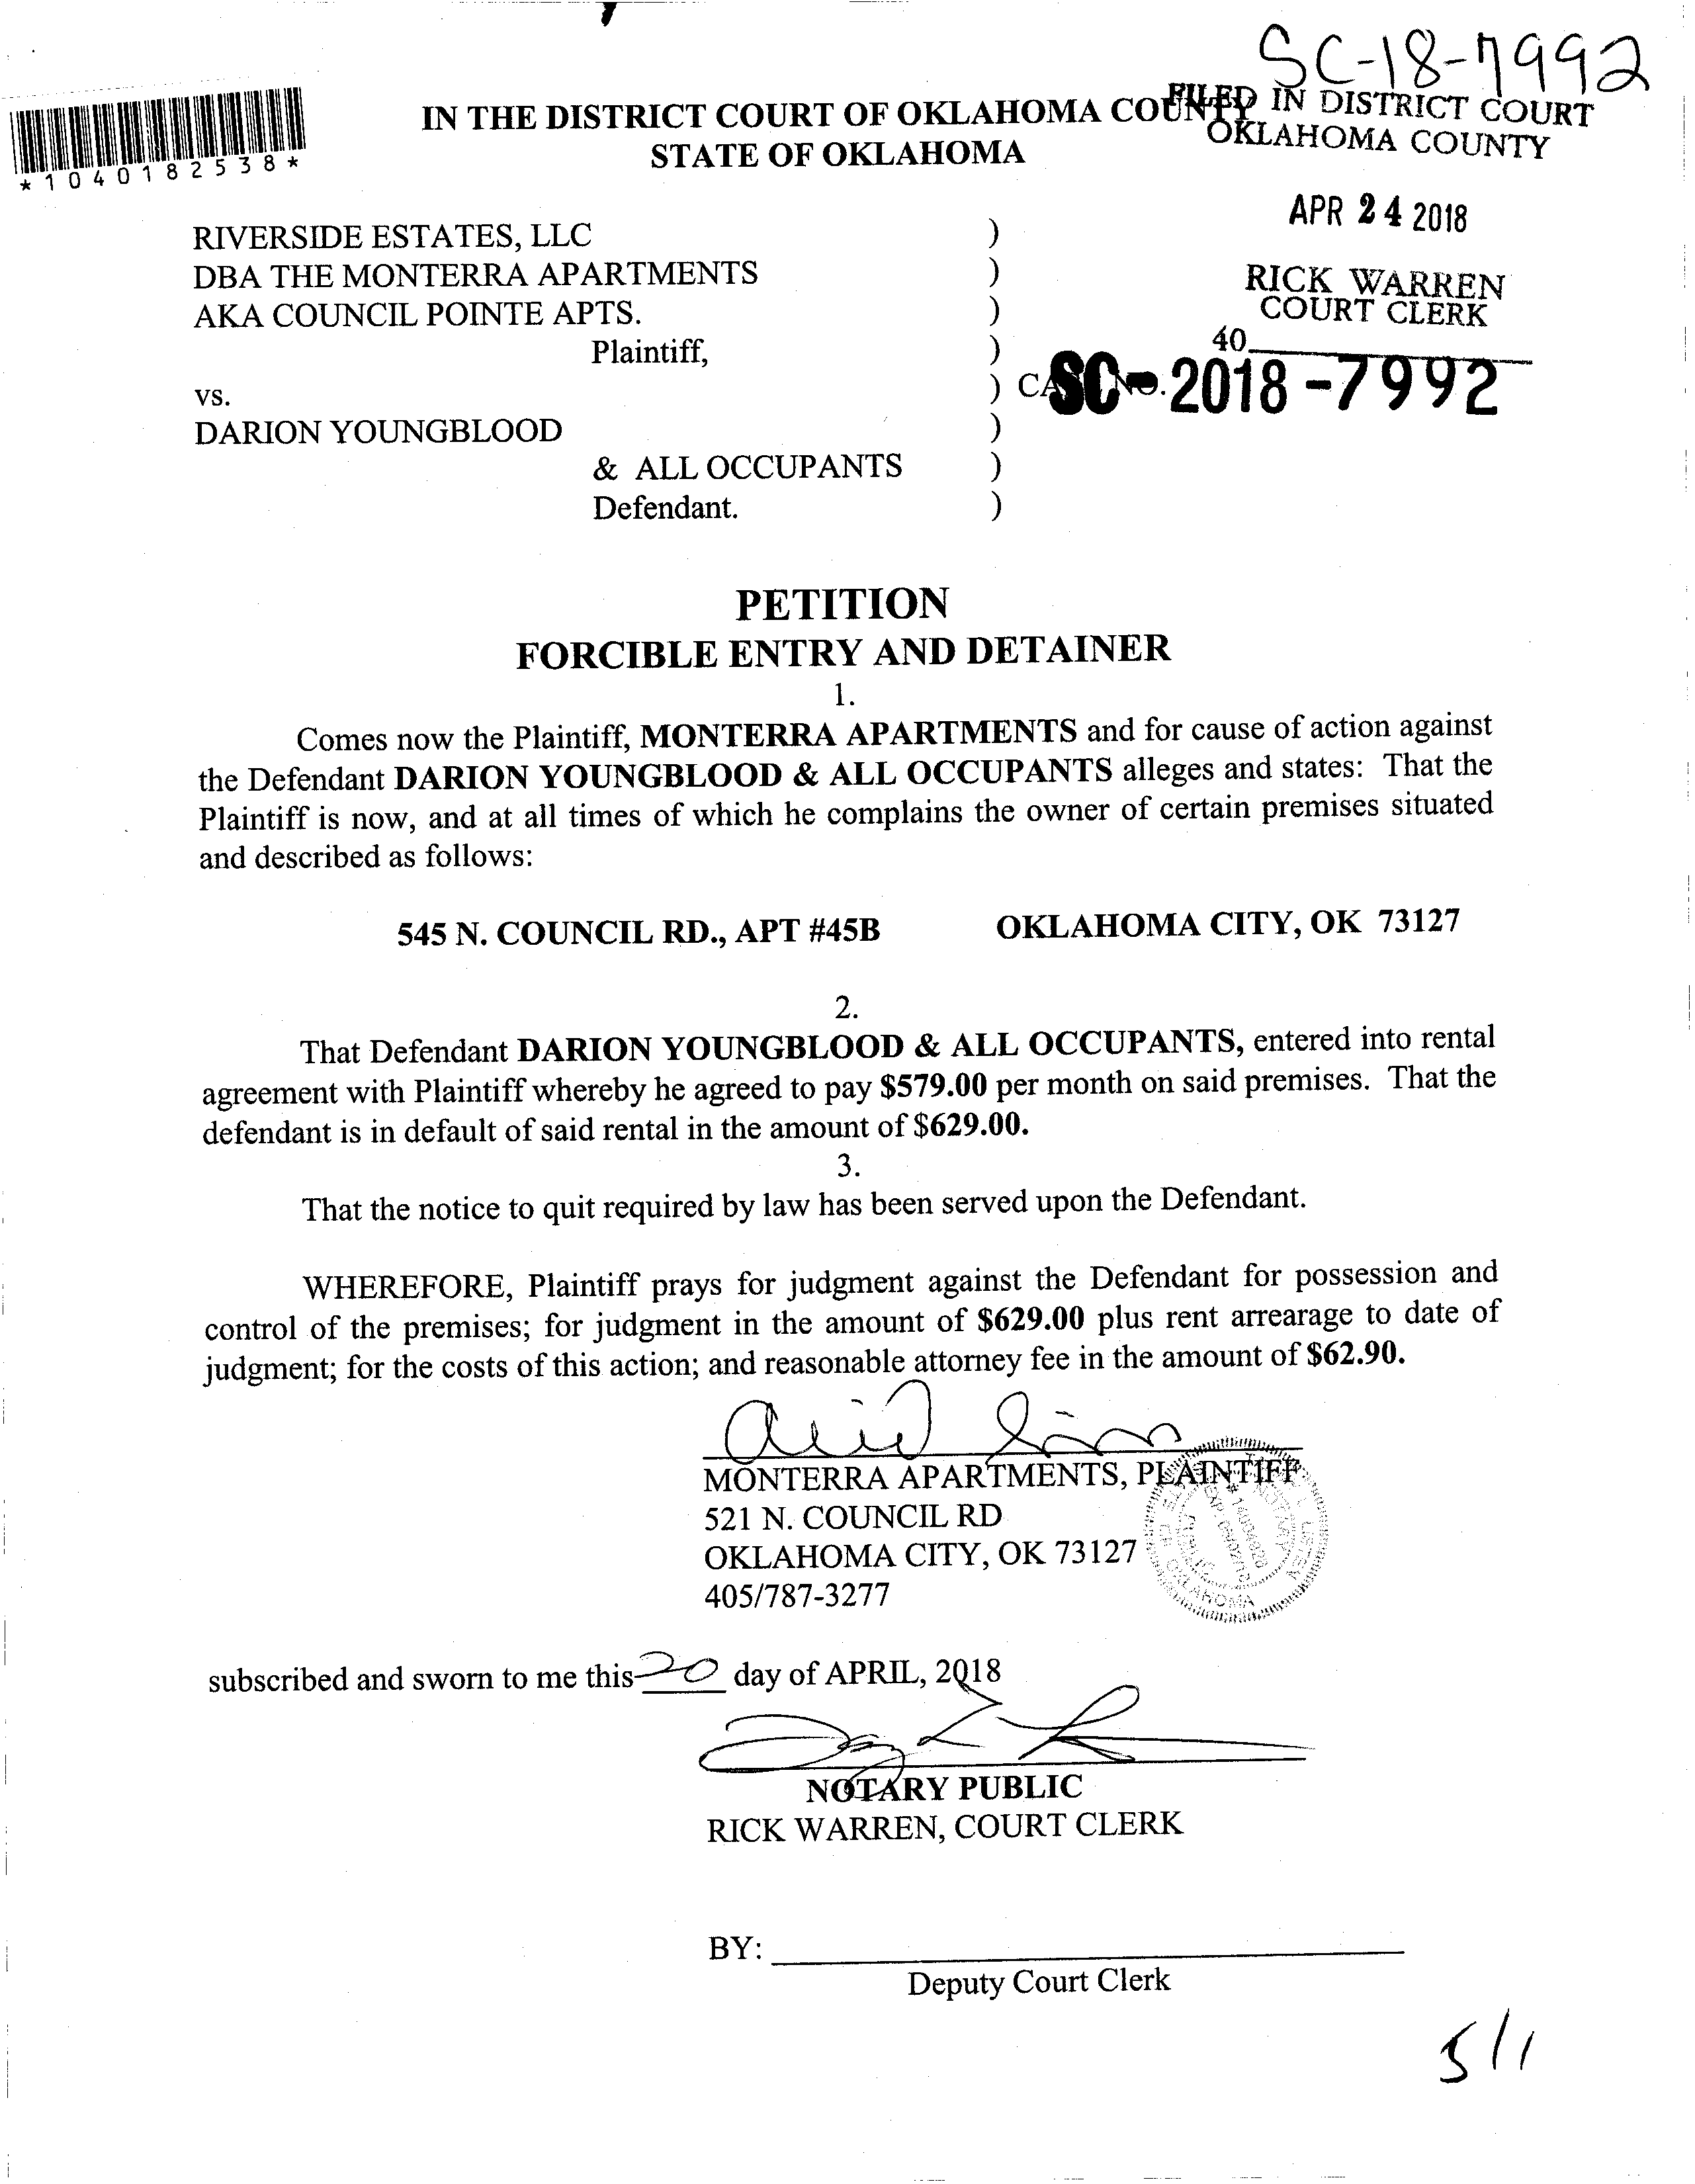 SC-18-7992
*1040182538*
IN THE DISTRICT COURT OF OKLAHOMA COUNTY
STATE OF OKLAHOMA
FILED IN DISTRICT COURT
OKLAHOMA COUNTY
APR 24 2018
RICK WARREN
COURT CLERK
40
RIVERSIDE ESTATES, LLC )
DBA THE MONTERRA APARTMENTS )
AKA COUNCIL POINTE APTS. )
Plaintiff, )
vs. ) CASE NO. SC-2018-7992
DARION YOUNGBLOOD )
& ALL OCCUPANTS )
Defendant. )
PETITION
FORCIBLE ENTRY AND DETAINER
1.
Comes now the Plaintiff, MONTERRA APARTMENTS and for cause of action against
the Defendant DARION YOUNGBLOOD & ALL OCCUPANTS alleges and states: That the
Plaintiff is now, and at all times of which he complains the owner of certain premises situated
and described as follows:
545 N. COUNCIL RD., APT #45B OKLAHOMA CITY, OK 73127
2.
That Defendant DARION YOUNGBLOOD & ALL OCCUPANTS, entered into rental
agreement with Plaintiff whereby he agreed to pay $579.00 per month on said premises. That the
defendant is in default of said rental in the amount of $629.00.
3.
That the notice to quit required by law has been served upon the Defendant.
WHEREFORE, Plaintiff prays for judgment against the Defendant for possession and
control of the premises; for judgment in the amount of $629.00 plus rent arrearage to date of
judgment; for the costs of this action; and reasonable attorney fee in the amount of $62.90.
MONTERRA APARTMENTS, PLAINTIFF
521 N. COUNCIL RD
OKLAHOMA CITY, OK 73127
405/787-3277
subscribed and sworn to me this 20 day of APRIL, 2018
NOTARY PUBLIC
RICK WARREN, COURT CLERK
BY:
Deputy Court Clerk
5/1